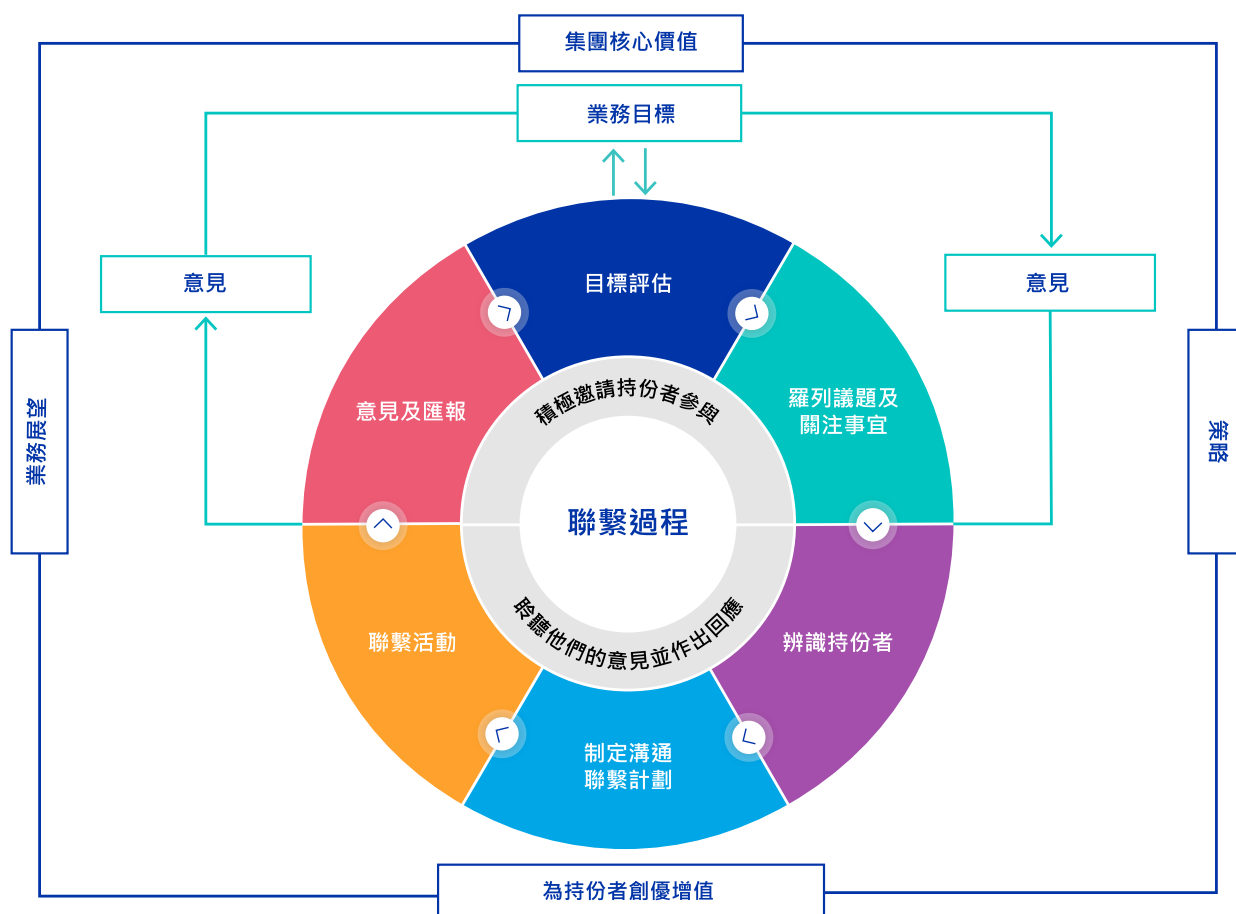 集團核心價值
業務目標
意見
意見
目標評估
羅列議題及
關注事宜
意見及匯報
積極邀請持份者參與
業務展望
策略
聯繫過程
聆聽他們的意見並作出回應
聯繫活動
辨識持份者
制定溝通
聯繫計劃
為持份者創優增值